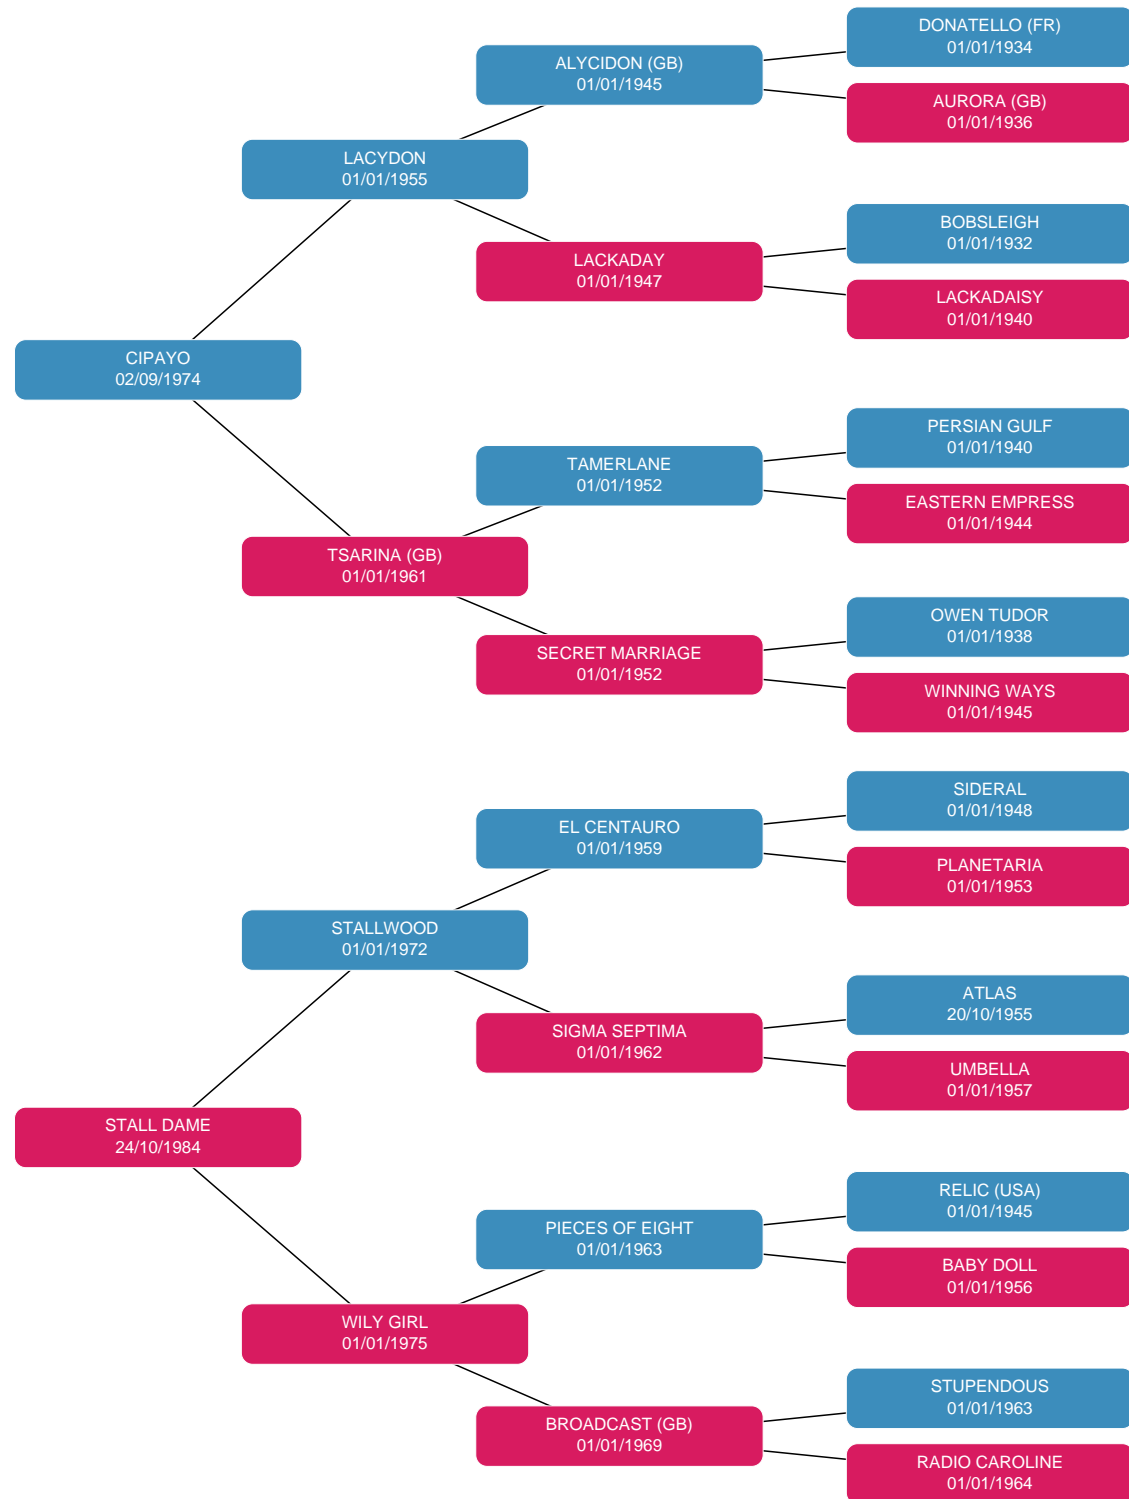 DONATELLO (FR)
01/01/1934
ALYCIDON (GB)
01/01/1945
AURORA (GB)
01/01/1936
LACYDON
01/01/1955
BOBSLEIGH
01/01/1932
LACKADAY
01/01/1947
LACKADAISY
01/01/1940
CIPAYO
02/09/1974
PERSIAN GULF
01/01/1940
TAMERLANE
01/01/1952
EASTERN EMPRESS
01/01/1944
TSARINA (GB)
01/01/1961
OWEN TUDOR
01/01/1938
SECRET MARRIAGE
01/01/1952
WINNING WAYS
01/01/1945
SIDERAL
01/01/1948
EL CENTAURO
01/01/1959
PLANETARIA
01/01/1953
STALLWOOD
01/01/1972
ATLAS
20/10/1955
SIGMA SEPTIMA
01/01/1962
UMBELLA
01/01/1957
STALL DAME
24/10/1984
RELIC (USA)
01/01/1945
PIECES OF EIGHT
01/01/1963
BABY DOLL
01/01/1956
WILY GIRL
01/01/1975
STUPENDOUS
01/01/1963
BROADCAST (GB)
01/01/1969
RADIO CAROLINE
01/01/1964